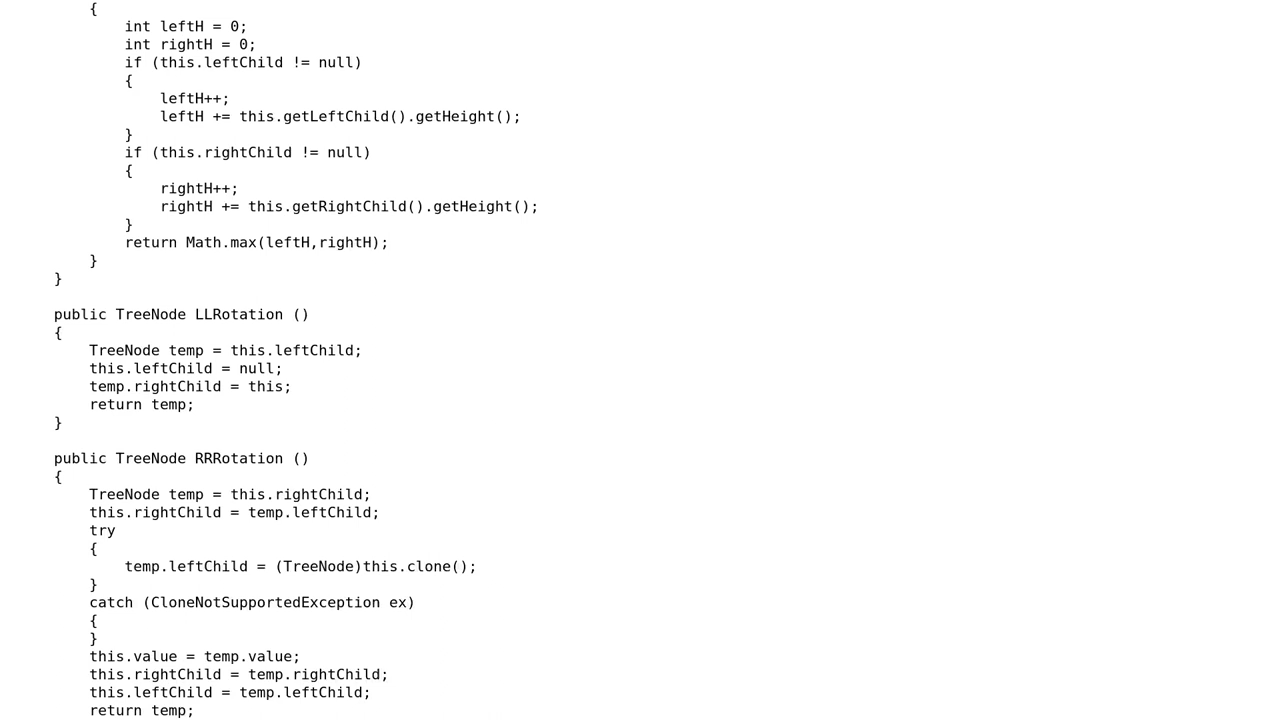 {
int leftH = 0;
int rightH = 0;
if (this.leftChild != null)
{
leftH++;
leftH += this.getLeftChild().getHeight();
}
if (this.rightChild != null)
{
rightH++;
rightH += this.getRightChild().getHeight();
}
return Math.max(leftH,rightH);
}
}
public TreeNode LLRotation ()
{
TreeNode temp = this.leftChild;
this.leftChild = null;
temp.rightChild = this;
return temp;
}
public TreeNode RRRotation ()
{
TreeNode temp = this.rightChild;
this.rightChild = temp.leftChild;
try
{
temp.leftChild = (TreeNode)this.clone();
}
catch (CloneNotSupportedException ex)
{
}
this.value = temp.value;
this.rightChild = temp.rightChild;
this.leftChild = temp.leftChild;
return temp;